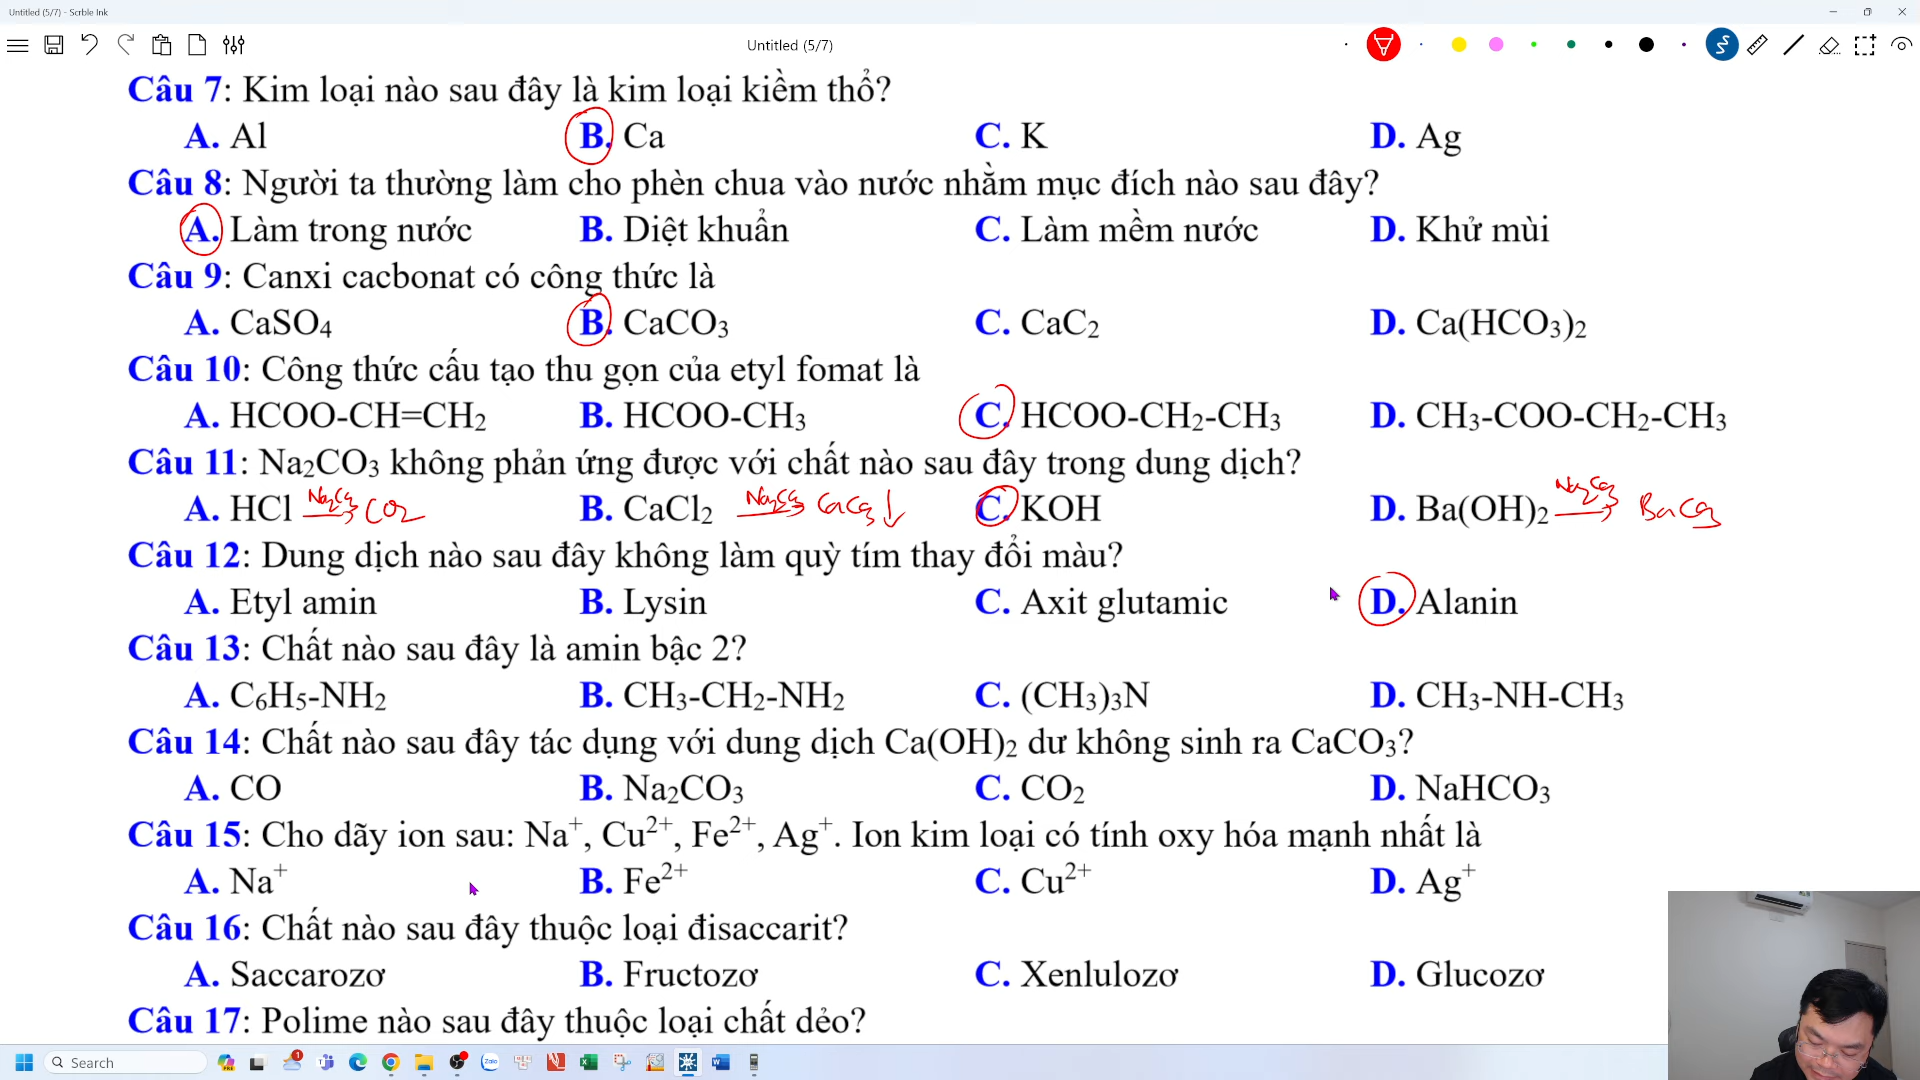 Untitled (5/7) - Scrble Ink
Untitled (5/7)
Câu 7: Kim loại nào sau đây là kim loại kiềm thổ?
A. Al B. Ca C. K D. Ag
Câu 8: Người ta thường làm cho phèn chua vào nước nhằm mục đích nào sau đây?
A. Làm trong nước B. Diệt khuẩn C. Làm mềm nước D. Khử mùi
Câu 9: Canxi cacbonat có công thức là
A. CaSO₄ B. CaCO₃ C. CaC₂ D. Ca(HCO₃)₂
Câu 10: Công thức cấu tạo thu gọn của etyl fomat là
A. HCOO-CH=CH₂ B. HCOO-CH₃ C. HCOO-CH₂-CH₃ D. CH₃-COO-CH₂-CH₃
Câu 11: Na₂CO₃ không phản ứng được với chất nào sau đây trong dung dịch?
Na₂CO₃ Na₂CO₃ Na₂CO₃
A. HCl → CO₂ B. CaCl₂ → CaCO₃ ↓ C. KOH D. Ba(OH)₂ → BaCO₃
Câu 12: Dung dịch nào sau đây không làm quỳ tím thay đổi màu?
A. Etyl amin B. Lysin C. Axit glutamic D. Alanin
Câu 13: Chất nào sau đây là amin bậc 2?
A. C₆H₅-NH₂ B. CH₃-CH₂-NH₂ C. (CH₃)₃N D. CH₃-NH-CH₃
Câu 14: Chất nào sau đây tác dụng với dung dịch Ca(OH)₂ dư không sinh ra CaCO₃?
A. CO B. Na₂CO₃ C. CO₂ D. NaHCO₃
Câu 15: Cho dãy ion sau: Na⁺, Cu²⁺, Fe²⁺, Ag⁺. Ion kim loại có tính oxy hóa mạnh nhất là
A. Na⁺ B. Fe²⁺ C. Cu²⁺ D. Ag⁺
Câu 16: Chất nào sau đây thuộc loại đisaccarit?
A. Saccarozơ B. Fructozơ C. Xenlulozơ D. Glucozơ
Câu 17: Polime nào sau đây thuộc loại chất dẻo?
Search